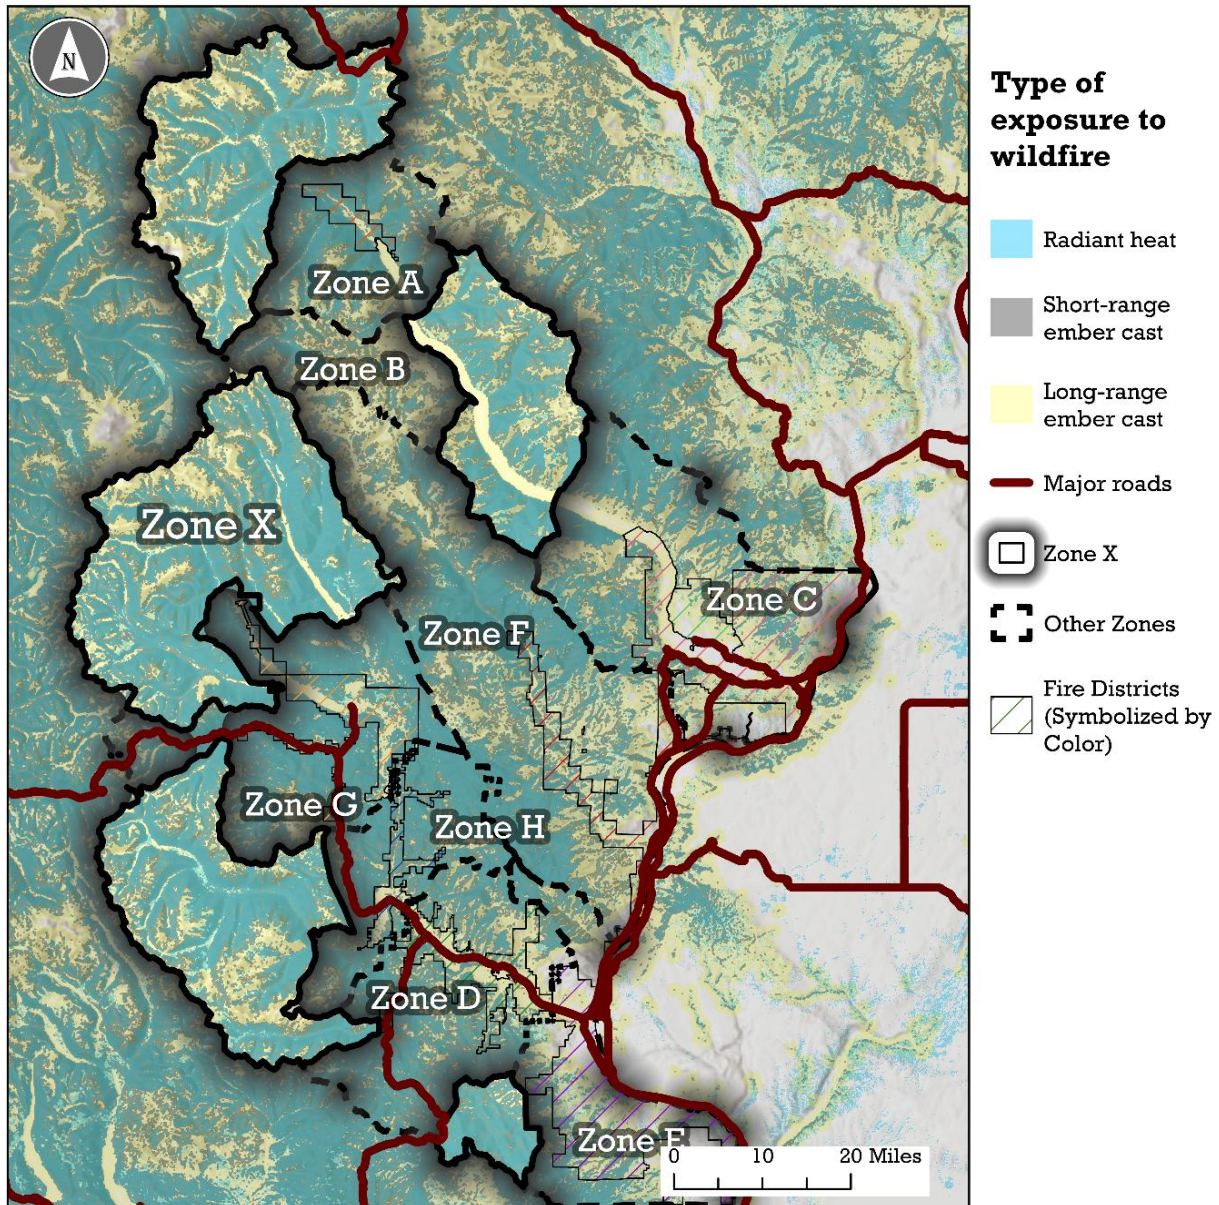 N
Zone A
Zone B
Zone X
Zone C
Zone F
Zone G
Zone H
Zone D
Zone E
0 10 20 Miles
Type of
exposure to
wildfire
Radiant heat
Short-range
ember cast
Long-range
ember cast
Major roads
Zone X
Other Zones
Fire Districts
(Symbolized by
Color)